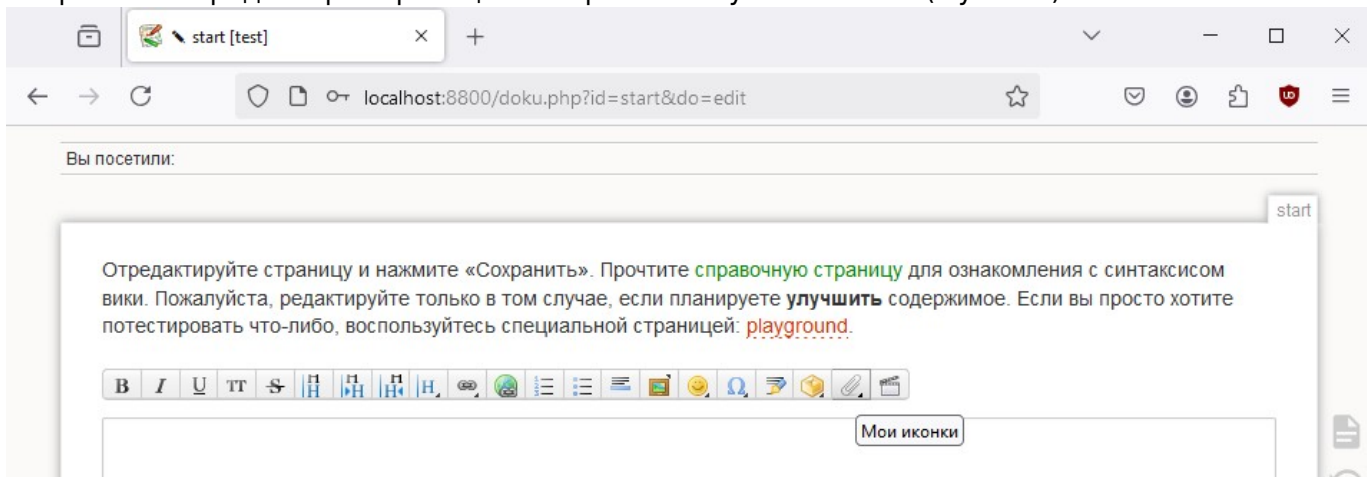 start [test]
localhost:8800/doku.php?id=start&do=edit
Вы посетили:
start
Отредактируйте страницу и нажмите «Сохранить». Прочтите справочную страницу для ознакомления с синтаксисом
вики. Пожалуйста, редактируйте только в том случае, если планируете улучшить содержимое. Если вы просто хотите
потестировать что-либо, воспользуйтесь специальной страницей: playground.
B I U TT S H H H H Ω
Мои иконки